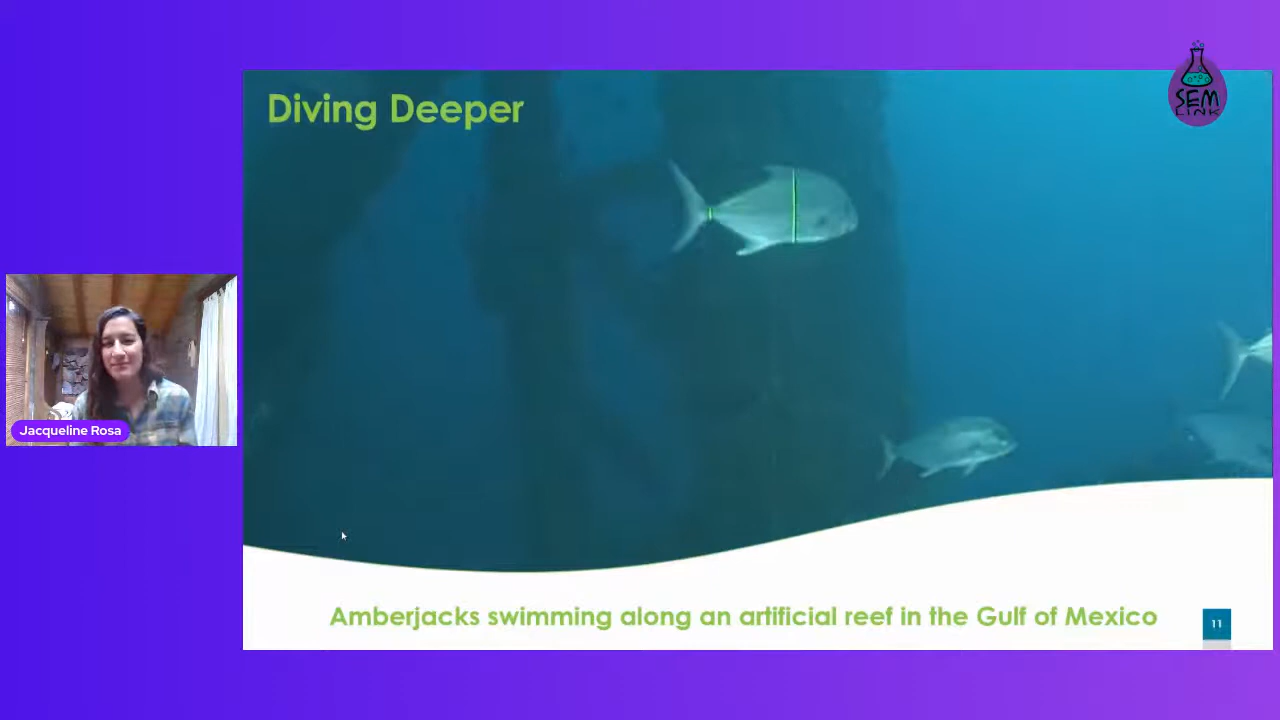 Diving Deeper
SEM
LINK
Jacqueline Rosa
Amberjacks swimming along an artificial reef in the Gulf of Mexico
11